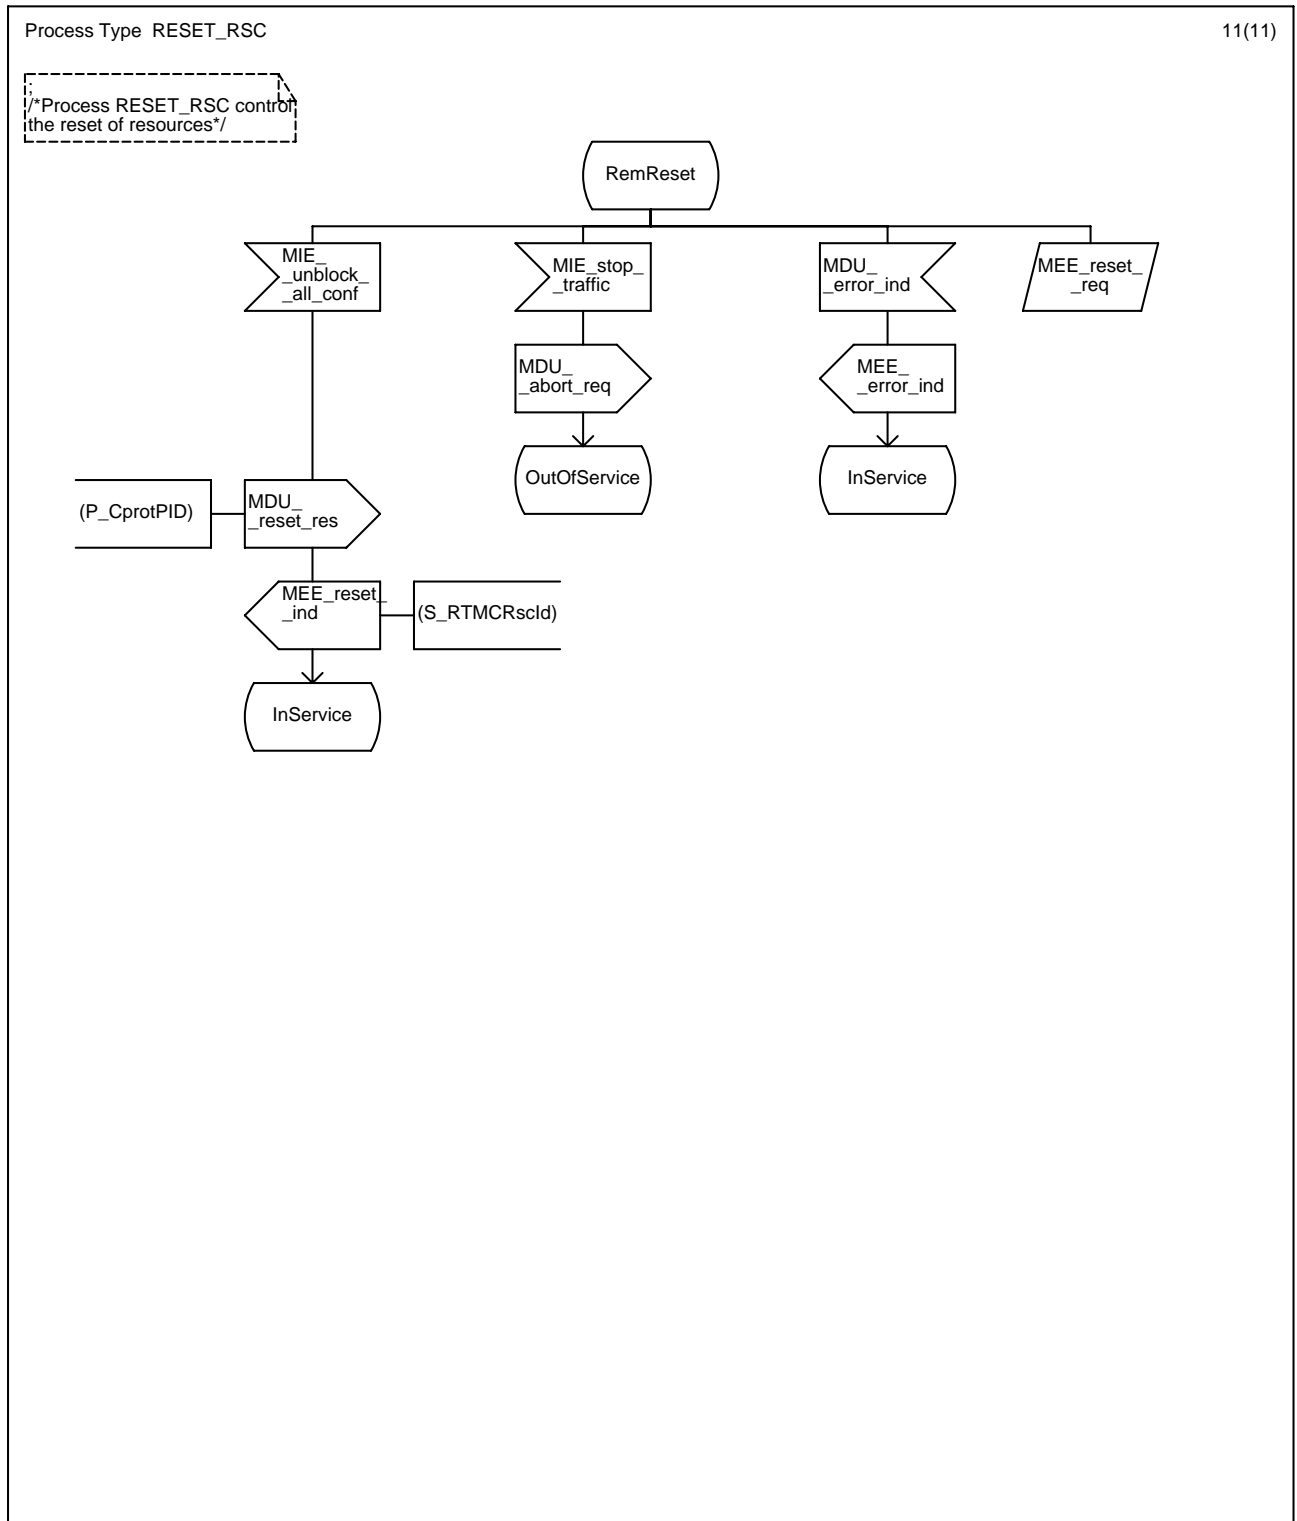 Process Type RESET_RSC
11(11)
;
/*Process RESET_RSC control
the reset of resources*/
RemReset
MIE_
_unblock_
_all_conf
MIE_stop_
_traffic
MDU_
_error_ind
MEE_reset_
_req
MDU_
_abort_req
MEE_
_error_ind
OutOfService
InService
(P_CprotPID)
MDU_
_reset_res
MEE_reset_
_ind
(S_RTMCRscId)
InService